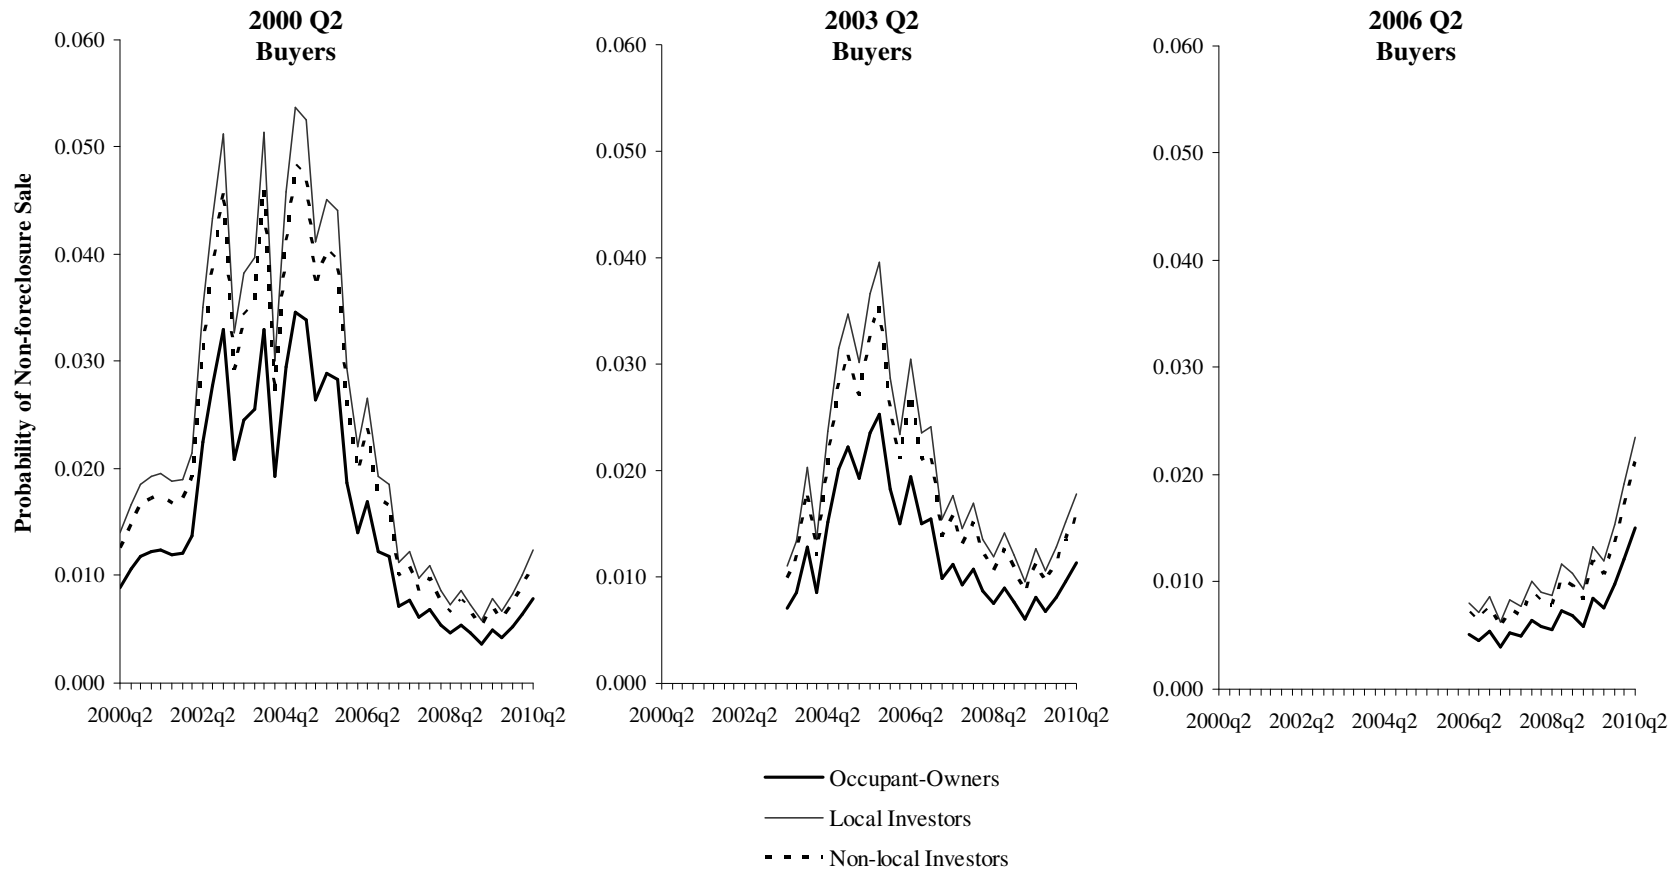 2000 Q2
Buyers
2003 Q2
Buyers
2006 Q2
Buyers
Probability of Non-foreclosure Sale
0.060
0.050
0.040
0.030
0.020
0.010
0.000
2000q2 2002q2 2004q2 2006q2 2008q2 2010q2
0.060
0.050
0.040
0.030
0.020
0.010
0.000
2000q2 2002q2 2004q2 2006q2 2008q2 2010q2
0.060
0.050
0.040
0.030
0.020
0.010
0.000
2000q2 2002q2 2004q2 2006q2 2008q2 2010q2
Occupant-Owners
Local Investors
Non-local Investors